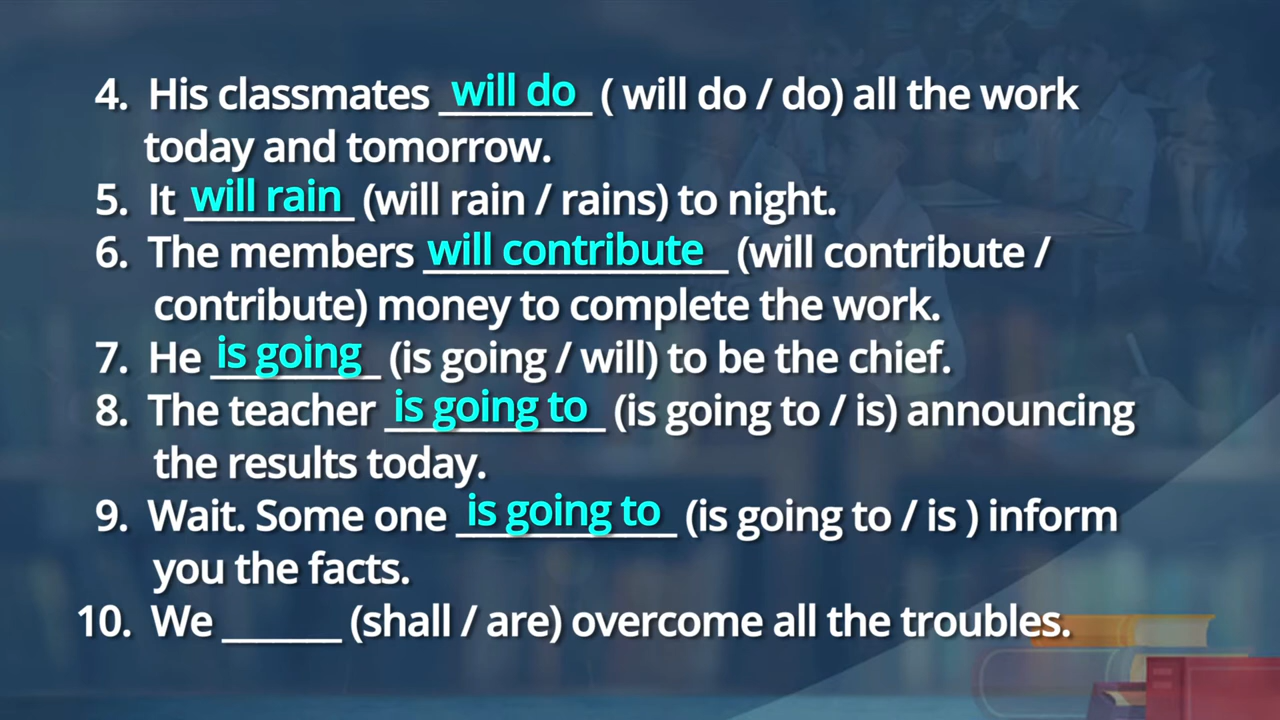 4. His classmates will do ( will do / do) all the work
today and tomorrow.
5. It will rain (will rain / rains) to night.
6. The members will contribute (will contribute /
contribute) money to complete the work.
7. He is going (is going / will) to be the chief.
8. The teacher is going to (is going to / is) announcing
the results today.
9. Wait. Some one is going to (is going to / is ) inform
you the facts.
10. We ______ (shall / are) overcome all the troubles.